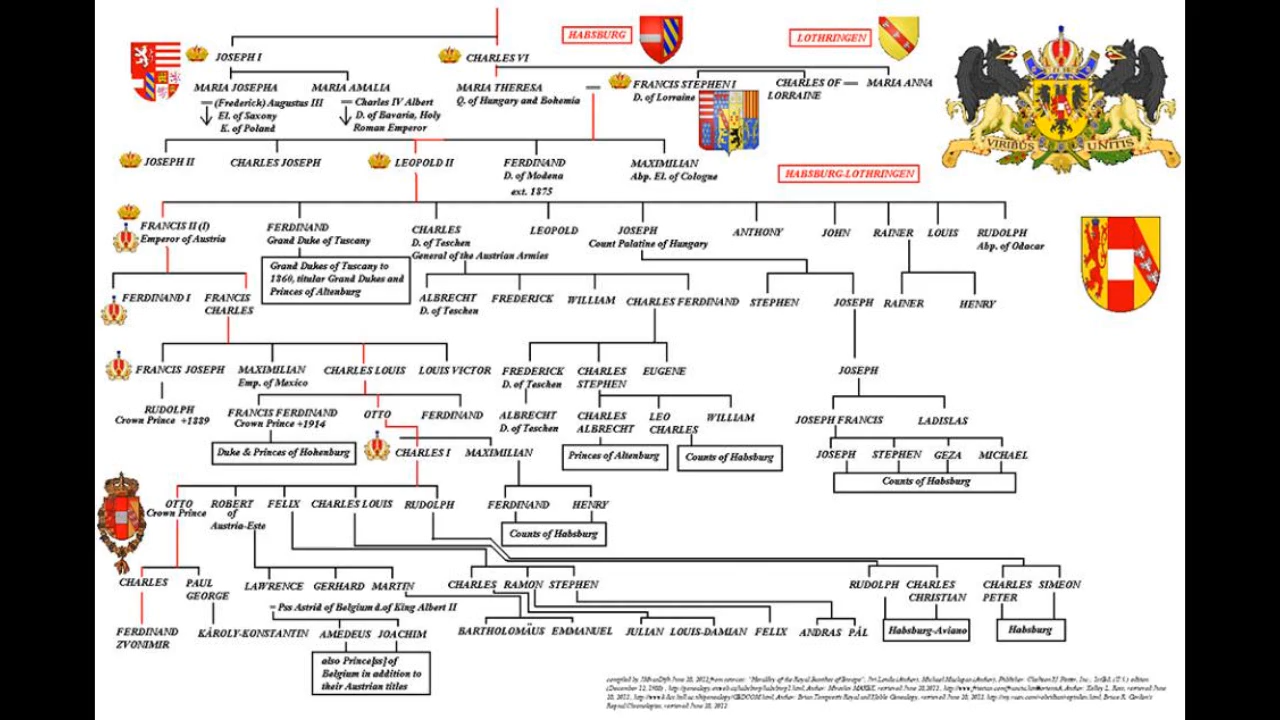 HABSBURG
LOTHRINGEN
JOSEPH I
CHARLES VI
MARIA JOSEPHA
(Frederick) Augustus III
El. of Saxony
K. of Poland
MARIA AMALIA
Charles IV Albert
D. of Bavaria, Holy
Roman Emperor
MARIA THERESA
Q. of Hungary and Bohemia
FRANCIS STEPHEN I
D. of Lorraine
CHARLES OF
LORRAINE
MARIA ANNA
VIRIBUS UNITIS
JOSEPH II
CHARLES JOSEPH
LEOPOLD II
FERDINAND
D. of Modena
ext. 1875
MAXIMILIAN
Abp. El. of Cologne
HABSBURG-LOTHRINGEN
FRANCIS II (I)
Emperor of Austria
FERDINAND
Grand Duke of Tuscany
Grand Dukes of Tuscany to
1860, titular Grand Dukes and
Princes of Altenburg
CHARLES
D. of Teschen
General of the Austrian Armies
LEOPOLD
JOSEPH
Count Palatine of Hungary
ANTHONY
JOHN
RAINER
LOUIS
RUDOLPH
Abp. of Odacar
FERDINAND I
FRANCIS
CHARLES
ALBRECHT
D. of Teschen
FREDERICK
WILLIAM
CHARLES FERDINAND
STEPHEN
JOSEPH
RAINER
HENRY
FRANCIS JOSEPH
MAXIMILIAN
Emp. of Mexico
CHARLES LOUIS
LOUIS VICTOR
FREDERICK
D. of Teschen
CHARLES
STEPHEN
EUGENE
JOSEPH
RUDOLPH
Crown Prince +1889
FRANCIS FERDINAND
Crown Prince +1914
Duke & Princes of Hohenburg
OTTO
FERDINAND
ALBRECHT
D. of Teschen
CHARLES
ALBRECHT
Princes of Altenburg
LEO
CHARLES
Counts of Habsburg
WILLIAM
JOSEPH FRANCIS
LADISLAS
CHARLES I
MAXIMILIAN
JOSEPH
STEPHEN
GEZA
MICHAEL
Counts of Habsburg
OTTO
Crown Prince
ROBERT
of
Austria-Este
FELIX
CHARLES LOUIS
RUDOLPH
FERDINAND
HENRY
Counts of Habsburg
CHARLES
PAUL
GEORGE
LAWRENCE
GERHARD
MARTIN
CHARLES
RAMON
STEPHEN
RUDOLPH
CHARLES
CHRISTIAN
CHARLES
PETER
SIMEON
= Pss Astrid of Belgium d.of King Albert II
FERDINAND
ZVONIMIR
KÁROLY-KONSTANTIN
AMEDEUS
JOACHIM
BARTHOLOMÄUS
EMMANUEL
JULIAN
LOUIS-DAMIAN
FELIX
ANDRAS
PÁL
Habsburg-Aviano
Habsburg
also Prince[ss] of
Belgium in addition to
their Austrian titles